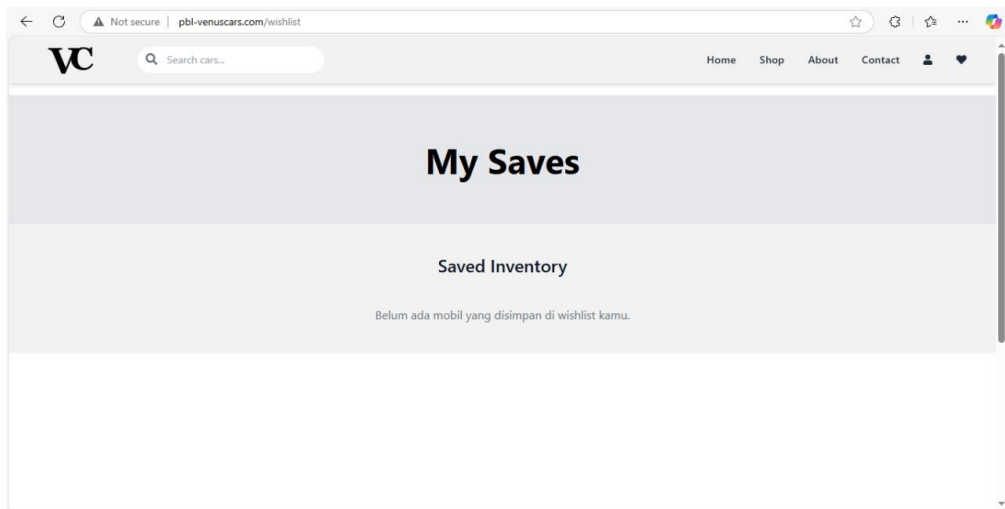 Not secure | pbl-venuscars.com/wishlist
VC
Search cars...
Home Shop About Contact
My Saves
Saved Inventory
Belum ada mobil yang disimpan di wishlist kamu.